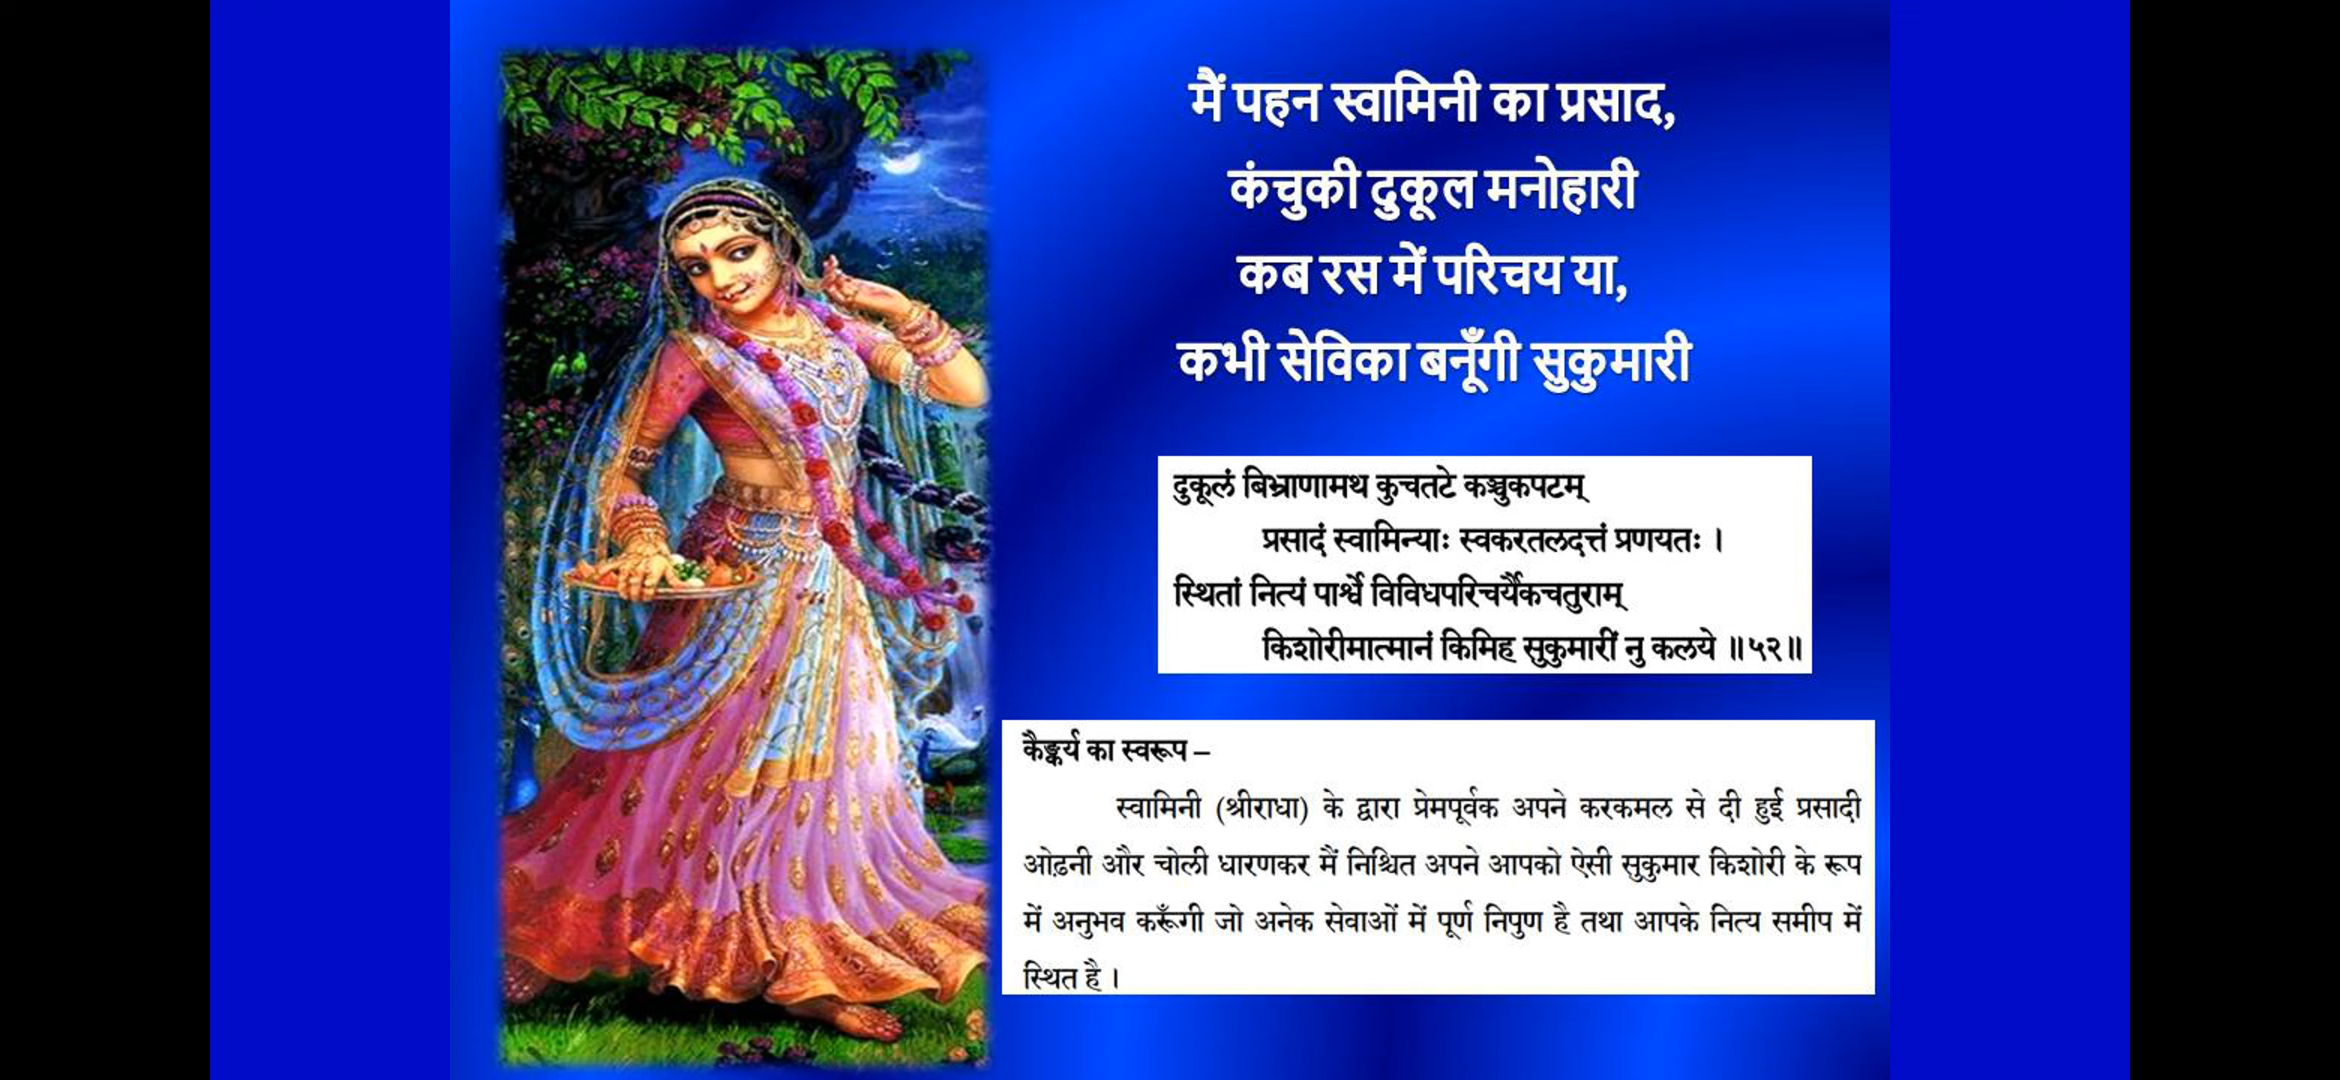 मैं पहन स्वामिनी का प्रसाद,
कंचुकी दुकूल मनोहारी
कब रस में परिचय या,
कभी सेविका बनूँगी सुकुमारी
दुकूलं बिभ्राणामथ कुचतटे कञ्चुकपटम्
प्रसादं स्वामिन्याः स्वकरतलदत्तं प्रणयतः ।
स्थितां नित्यं पार्श्वे विविधपरिचर्यैकचतुराम्
किशोरीमात्मानं किमिह सुकुमारीं नु कलये ॥५२॥
कैङ्कर्य का स्वरूप –
स्वामिनी (श्रीराधा) के द्वारा प्रेमपूर्वक अपने करकमल से दी हुई प्रसादी
ओढ़नी और चोली धारणकर मैं निश्चित अपने आपको ऐसी सुकुमार किशोरी के रूप
में अनुभव करूँगी जो अनेक सेवाओं में पूर्ण निपुण है तथा आपके नित्य समीप में
स्थित है ।